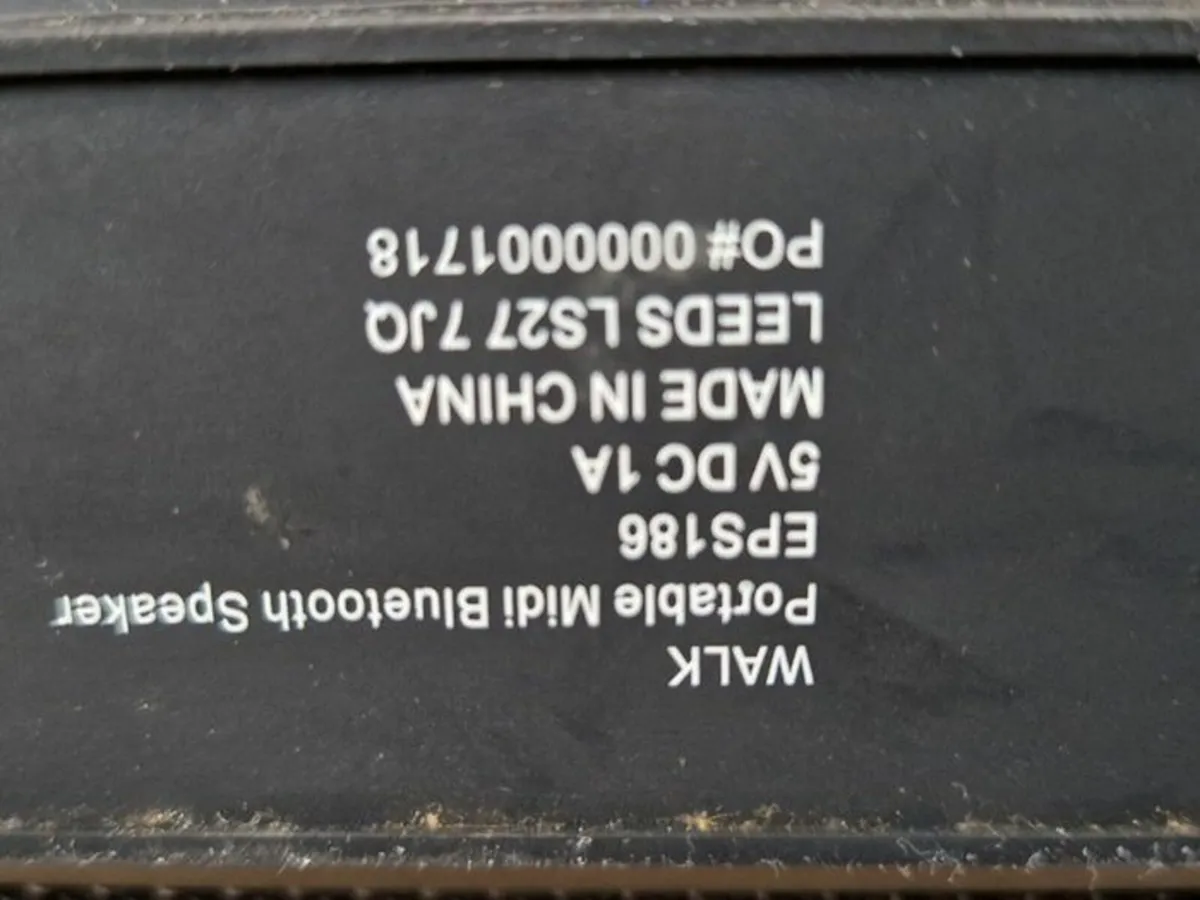 WALK
Portable Midi Bluetooth Speaker
EPS186
5V DC 1A
MADE IN CHINA
LEEDS LS27 7JQ
PO# 0000001718